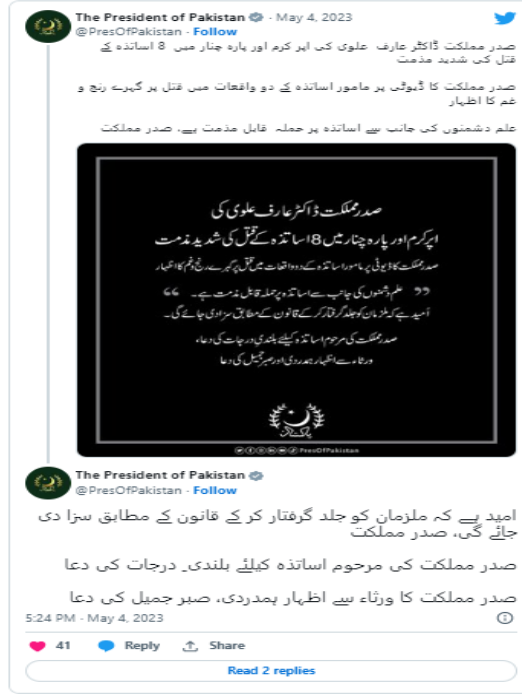 The President of Pakistan · May 4, 2023
@PresOfPakistan · Follow
صدر مملکت ڈاکٹر عارف علوی کی اپر کرم اور پارہ چنار میں 8 اساتذہ کے
قتل کی شدید مذمت
صدر مملکت کا ڈیوٹی پر مامور اساتذہ کے دو واقعات میں قتل پر گہرے رنج و
غم کا اظہار
علم دشمنوں کی جانب سے اساتذہ پر حملہ قابل مذمت ہے، صدر مملکت
صدر مملکت ڈاکٹر عارف علوی کی
اپر کرم اور پارہ چنار میں 8 اساتذہ کے قتل کی شدید مذمت
صدر مملکت کا ڈیوٹی پر مامور اساتذہ کے دو واقعات میں قتل پر گہرے رنج و غم کا اظہار
”علم دشمنوں کی جانب سے اساتذہ پر حملہ قابل مذمت ہے۔“
اُمید ہے کہ ملزمان کو جلد گرفتار کر کے قانون کے مطابق سزا دی جائے گی۔
صدر مملکت کی مرحوم اساتذہ کیلئے بلندی درجات کی دعا،
ورثاء سے اظہار ہمدردی اور صبر جمیل کی دعا
PresOfPakistan
The President of Pakistan
@PresOfPakistan · Follow
امید ہے کہ ملزمان کو جلد گرفتار کر کے قانون کے مطابق سزا دی
جائے گی، صدر مملکت
صدر مملکت کی مرحوم اساتذہ کیلئے بلندی ِ درجات کی دعا
صدر مملکت کا ورثاء سے اظہار ہمدردی، صبر جمیل کی دعا
5:24 PM · May 4, 2023
41 Reply Share
Read 2 replies